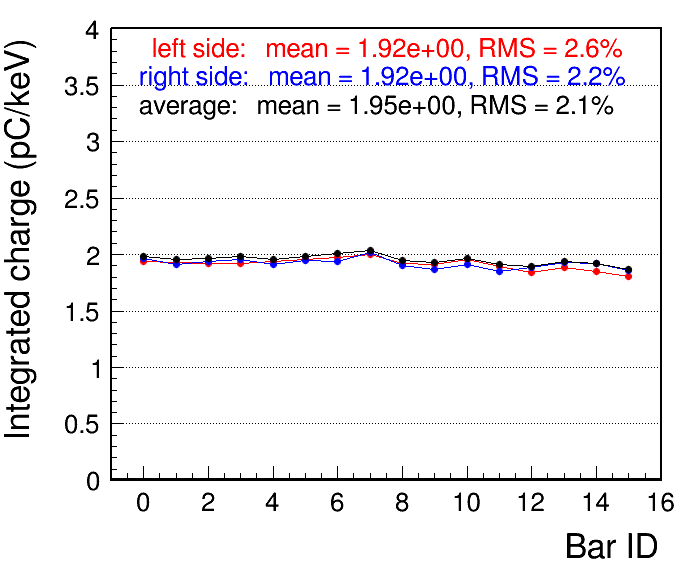 left side: mean = 1.92e+00, RMS = 2.6%
right side: mean = 1.92e+00, RMS = 2.2%
average: mean = 1.95e+00, RMS = 2.1%
Integrated charge (pC/keV)
4
3.5
3
2.5
2
1.5
1
0.5
0
0 2 4 6 8 10 12 14 16
Bar ID